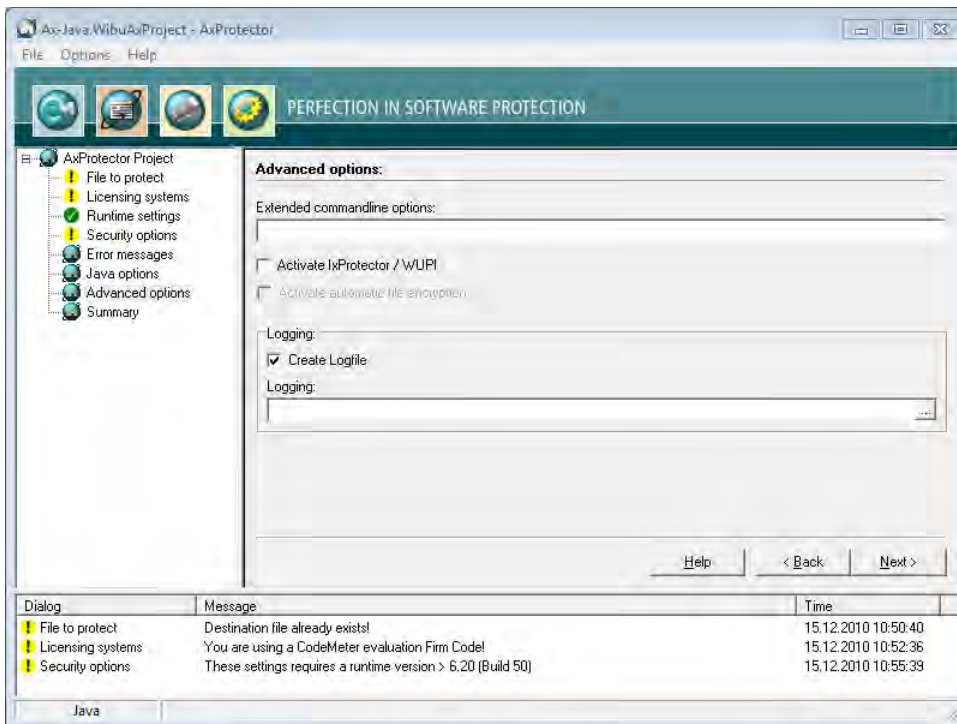 Ax-Java.WibuAxProject - AxProtector
File Options Help
PERFECTION IN SOFTWARE PROTECTION
AxProtector Project
File to protect
Licensing systems
Runtime settings
Security options
Error messages
Java options
Advanced options
Summary
Advanced options:
Extended commandline options:
Activate IxProtector / WUPI
Activate automatic file encryption
Logging:
Create Logfile
Logging:
...
Help < Back Next >
Dialog Message Time
File to protect Destination file already exists! 15.12.2010 10:50:40
Licensing systems You are using a CodeMeter evaluation Firm Code! 15.12.2010 10:52:36
Security options These settings requires a runtime version > 6.20 (Build 50) 15.12.2010 10:55:39
Java